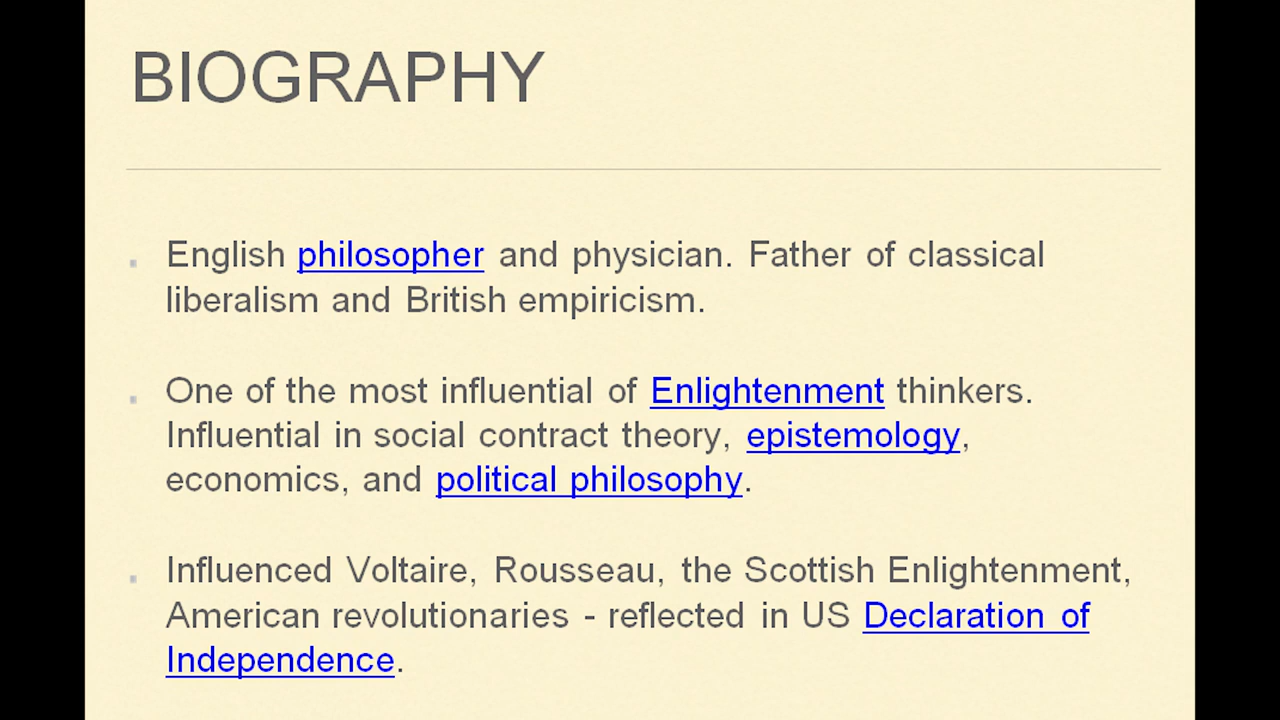 BIOGRAPHY
English philosopher and physician. Father of classical
liberalism and British empiricism.
One of the most influential of Enlightenment thinkers.
Influential in social contract theory, epistemology,
economics, and political philosophy.
Influenced Voltaire, Rousseau, the Scottish Enlightenment,
American revolutionaries - reflected in US Declaration of
Independence.